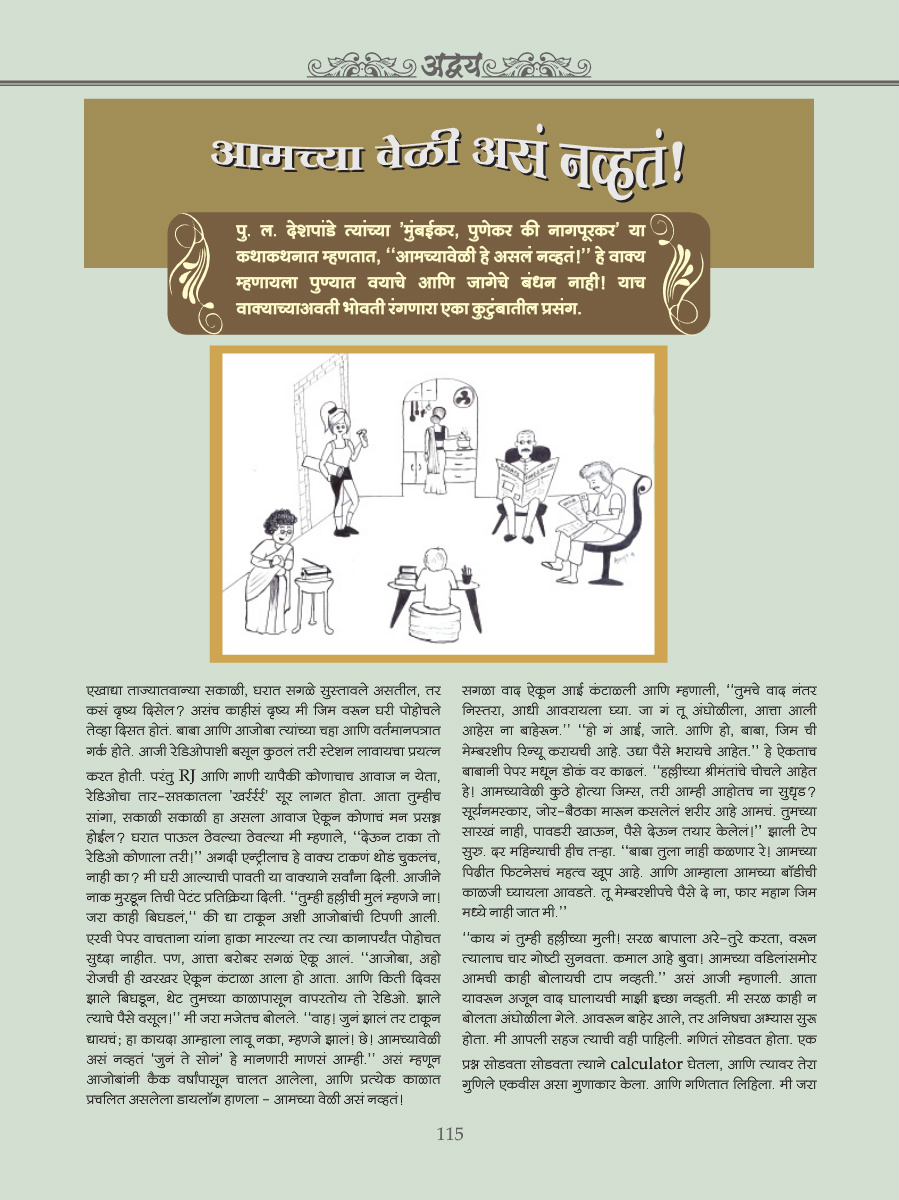 अद्वय
आमच्या वेळी असं नव्हतं!
पु. ल. देशपांडे त्यांच्या 'मुंबईकर, पुणेकर की नागपूरकर' या
कथाकथनात म्हणतात, ‘‘आमच्यावेळी हे असलं नव्हतं!’’ हे वाक्य
म्हणायला पुण्यात वयाचे आणि जागेचे बंधन नाही! याच
वाक्याच्याअवती भोवती रंगणारा एका कुटुंबातील प्रसंग.
एखाद्या ताज्यातवान्या सकाळी, घरात सगळे सुस्तावले असतील, तर
कसं दृष्य दिसेल? असंच काहीसं दृष्य मी जिम वरून घरी पोहोचले
तेव्हा दिसत होतं. बाबा आणि आजोबा त्यांच्या चहा आणि वर्तमानपत्रात
गर्क होते. आजी रेडिओपाशी बसून कुठलं तरी स्टेशन लावायचा प्रयत्न
करत होती. परंतु RJ आणि गाणी यापैकी कोणाचाच आवाज न येता,
रेडिओचा तार-सप्तकातला 'खर्रर्रर्र' सूर लागत होता. आता तुम्हीच
सांगा, सकाळी सकाळी हा असला आवाज ऐकून कोणाचं मन प्रसन्न
होईल? घरात पाऊल ठेवल्या ठेवल्या मी म्हणाले, ‘‘देऊन टाका तो
रेडिओ कोणाला तरी!’’ अगदी एन्ट्रीलाच हे वाक्य टाकणं थोडं चुकलंच,
नाही का? मी घरी आल्याची पावती या वाक्याने सर्वांना दिली. आजीने
नाक मुरडून तिची पेटंट प्रतिक्रिया दिली. ‘‘तुम्ही हल्लीची मुलं म्हणजे ना!
जरा काही बिघडलं,‘‘ की द्या टाकून अशी आजोबांची टिपणी आली.
एरवी पेपर वाचताना यांना हाका मारल्या तर त्या कानापर्यंत पोहोचत
सुध्दा नाहीत. पण, आत्ता बरोबर सगळं ऐकू आलं. ‘‘आजोबा, अहो
रोजची ही खरखर ऐकून कंटाळा आला हो आता. आणि किती दिवस
झाले बिघडून, थेट तुमच्या काळापासून वापरतोय तो रेडिओ. झाले
त्याचे पैसे वसूल!’’ मी जरा मजेतच बोलले. ‘‘वाह! जुनं झालं तर टाकून
द्यायचं; हा कायदा आम्हाला लावू नका, म्हणजे झालं! छे! आमच्यावेळी
असं नव्हतं 'जुनं ते सोनं' हे मानणारी माणसं आम्ही.’’ असं म्हणून
आजोबांनी कैक वर्षांपासून चालत आलेला, आणि प्रत्येक काळात
प्रचलित असलेला डायलॉग हाणला - आमच्या वेळी असं नव्हतं!
सगळा वाद ऐकून आई कंटाळली आणि म्हणाली, ‘‘तुमचे वाद नंतर
निस्तरा, आधी आवरायला घ्या. जा गं तू अंघोळीला, आत्ता आली
आहेस ना बाहेरून.’’ ‘‘हो गं आई, जाते. आणि हो, बाबा, जिम ची
मेम्बरशीप रिन्यू करायची आहे. उद्या पैसे भरायचे आहेत.’’ हे ऐकताच
बाबानी पेपर मधून डोकं वर काढलं. ‘‘हल्लीच्या श्रीमंतांचे चोचले आहेत
हे! आमच्यावेळी कुठे होत्या जिम्स, तरी आम्ही आहोतच ना सुधृड?
सूर्यनमस्कार, जोर-बैठका मारून कसलेलं शरीर आहे आमचं. तुमच्या
सारखं नाही, पावडरी खाऊन, पैसे देऊन तयार केलेलं!’’ झाली टेप
सुरु. दर महिन्याची हीच तऱ्हा. ‘‘बाबा तुला नाही कळणार रे! आमच्या
पिढीत फिटनेसचं महत्व खूप आहे. आणि आम्हाला आमच्या बॉडीची
काळजी घ्यायला आवडते. तू मेम्बरशीपचे पैसे दे ना, फार महाग जिम
मध्ये नाही जात मी.’’
‘‘काय गं तुम्ही हल्लीच्या मुली! सरळ बापाला अरे-तुरे करता, वरून
त्यालाच चार गोष्टी सुनवता. कमाल आहे बुवा! आमच्या वडिलांसमोर
आमची काही बोलायची टाप नव्हती.’’ असं आजी म्हणाली. आता
यावरून अजून वाद घालायची माझी इच्छा नव्हती. मी सरळ काही न
बोलता अंघोळीला गेले. आवरून बाहेर आले, तर अनिषचा अभ्यास सुरू
होता. मी आपली सहज त्याची वही पाहिली. गणितं सोडवत होता. एक
प्रश्न सोडवता सोडवता त्याने calculator घेतला, आणि त्यावर तेरा
गुणिले एकवीस असा गुणाकार केला. आणि गणितात लिहिला. मी जरा
115